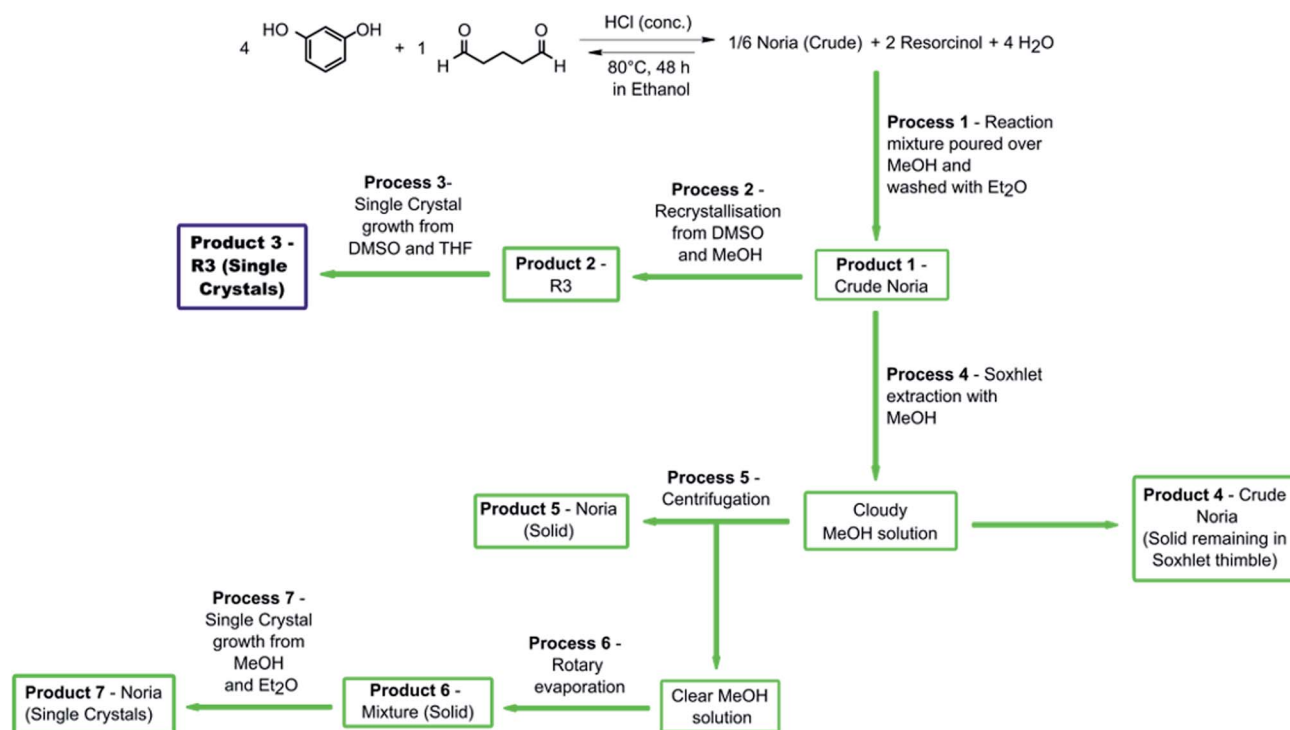 HCl (conc.)
4 HO OH + 1 O O H H 1/6 Noria (Crude) + 2 Resorcinol + 4 H2O
80°C, 48 h
in Ethanol
Process 1 - Reaction
mixture poured over
MeOH and
washed with Et2O
Process 2 -
Recrystallisation
from DMSO
and MeOH
Process 3-
Single Crystal
growth from
DMSO and THF
Product 3 -
R3 (Single
Crystals)
Product 2 -
R3
Product 1 -
Crude Noria
Process 4 - Soxhlet
extraction with
MeOH
Process 5 -
Centrifugation
Product 5 - Noria
(Solid)
Cloudy
MeOH solution
Product 4 - Crude
Noria
(Solid remaining in
Soxhlet thimble)
Process 7 -
Single Crystal
growth from
MeOH
and Et2O
Process 6 -
Rotary
evaporation
Product 7 - Noria
(Single Crystals)
Product 6 -
Mixture (Solid)
Clear MeOH
solution